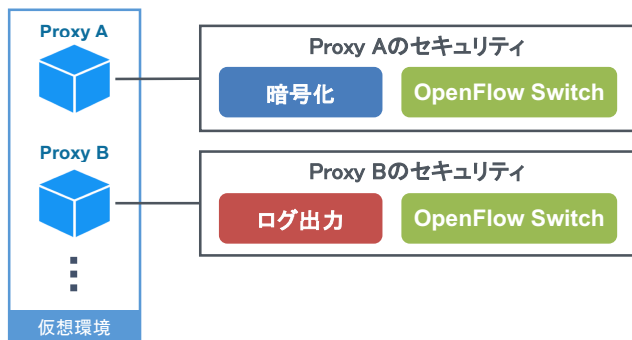 Proxy A
Proxy Aのセキュリティ
暗号化
OpenFlow Switch
Proxy B
Proxy Bのセキュリティ
ログ出力
OpenFlow Switch
仮想環境